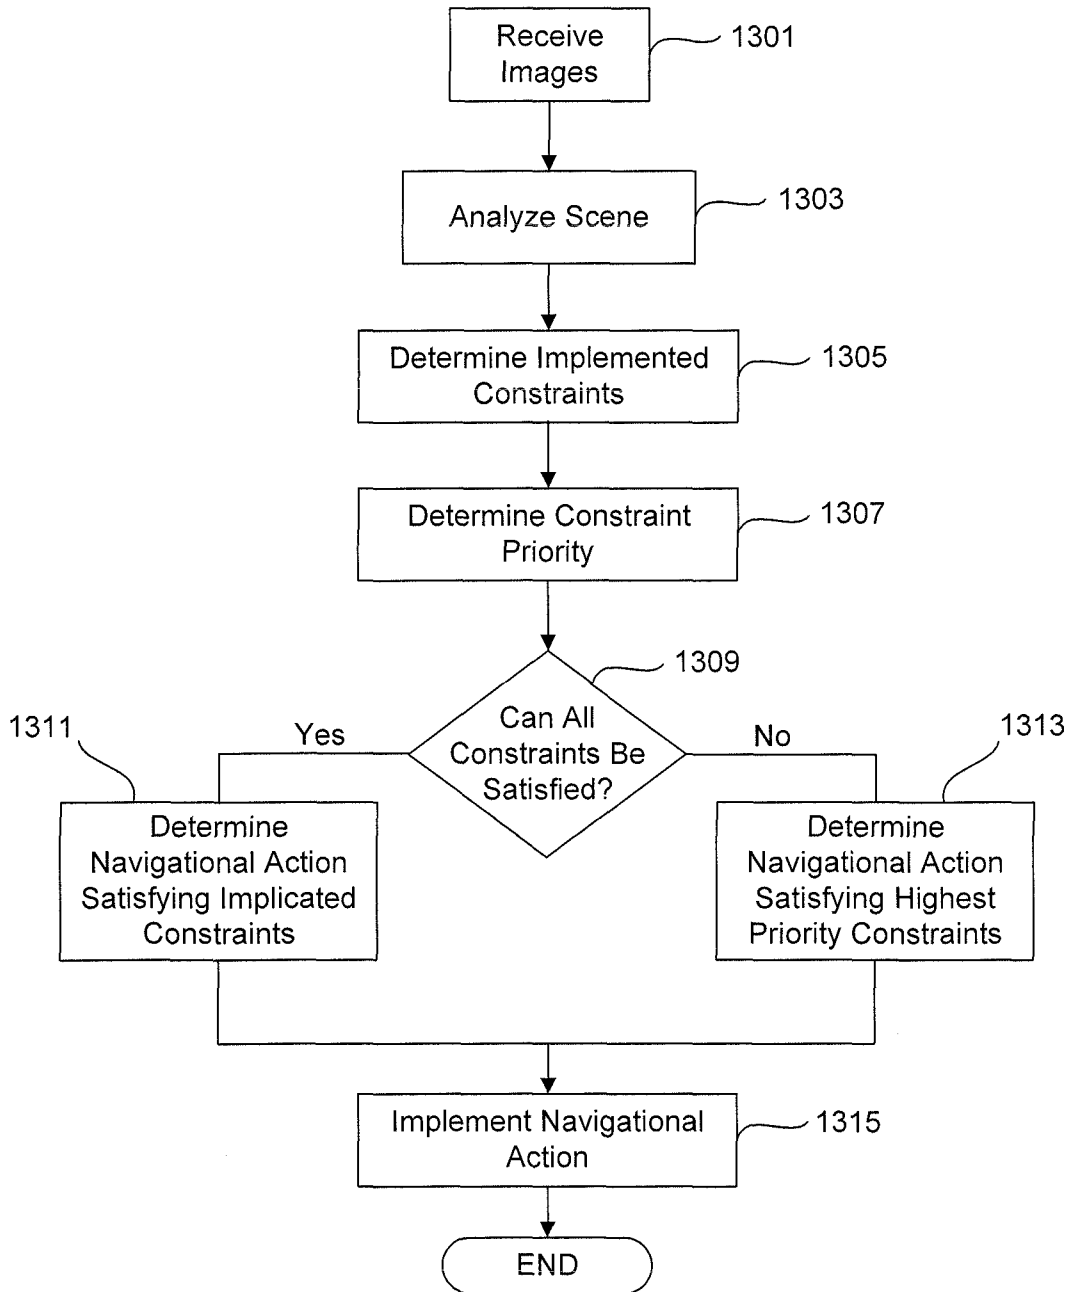 Receive
Images
1301
Analyze Scene
1303
Determine Implemented
Constraints
1305
Determine Constraint
Priority
1307
Can All
Constraints Be
Satisfied?
1309
Yes
No
1311
Determine
Navigational Action
Satisfying Implicated
Constraints
1313
Determine
Navigational Action
Satisfying Highest
Priority Constraints
Implement Navigational
Action
1315
END